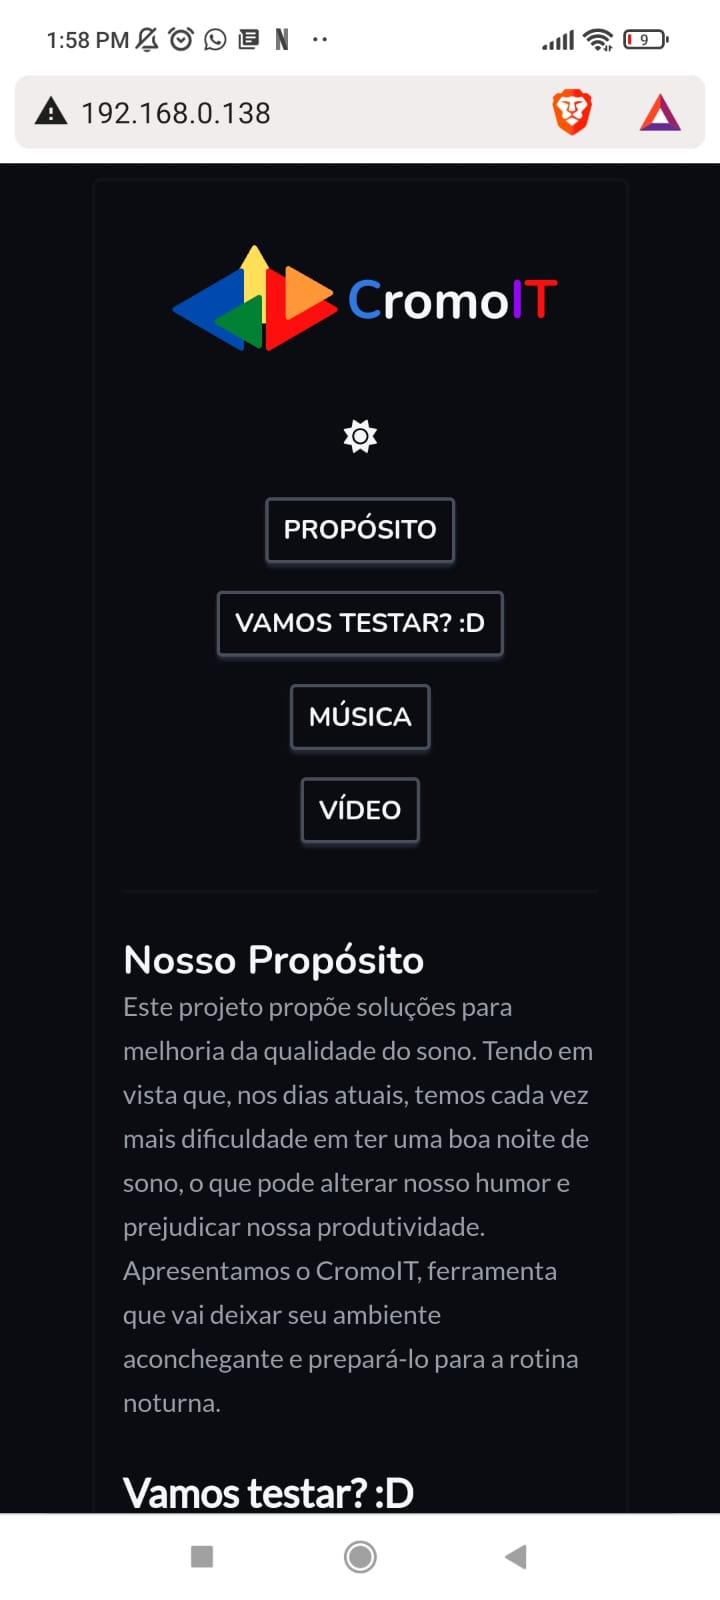 1:58 PM
9
192.168.0.138
CromoIT
PROPÓSITO
VAMOS TESTAR? :D
MÚSICA
VÍDEO
Nosso Propósito
Este projeto propõe soluções para
melhoria da qualidade do sono. Tendo em
vista que, nos dias atuais, temos cada vez
mais dificuldade em ter uma boa noite de
sono, o que pode alterar nosso humor e
prejudicar nossa produtividade.
Apresentamos o CromoIT, ferramenta
que vai deixar seu ambiente
aconchegante e prepará-lo para a rotina
noturna.
Vamos testar? :D